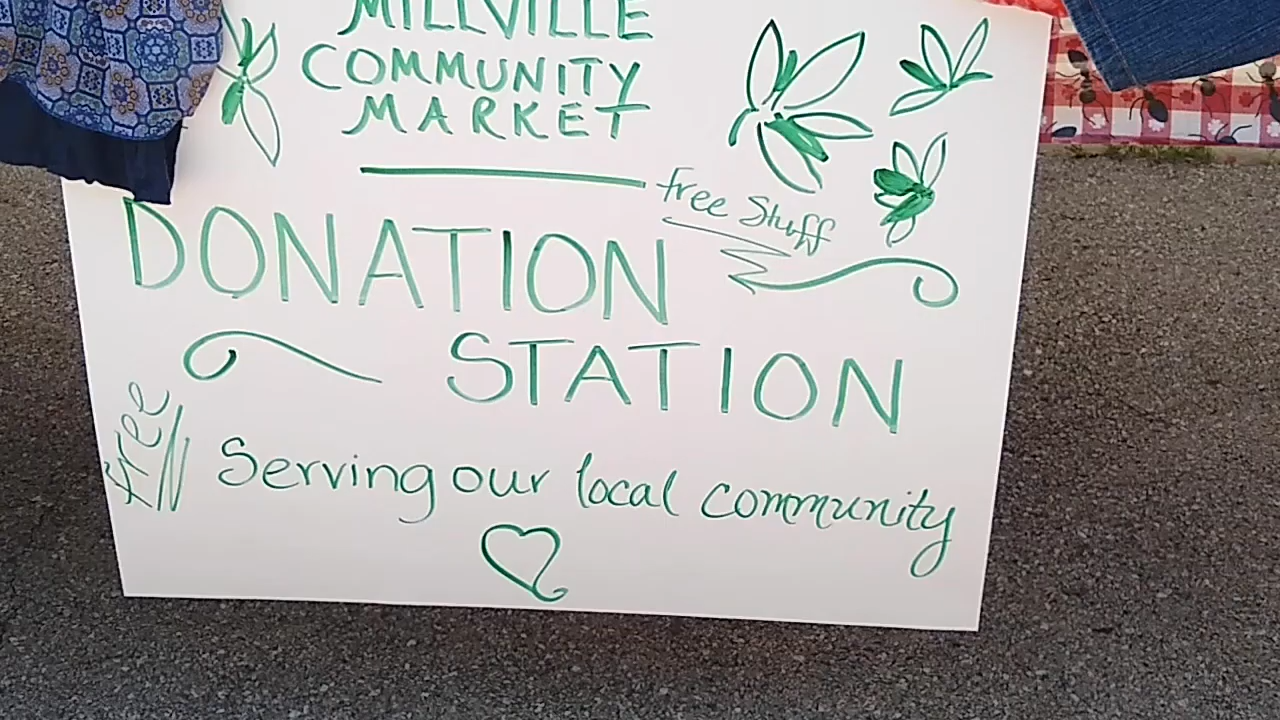 MILLVILLE
COMMUNITY
MARKET
free Stuff
DONATION
STATION
free
Serving our local community